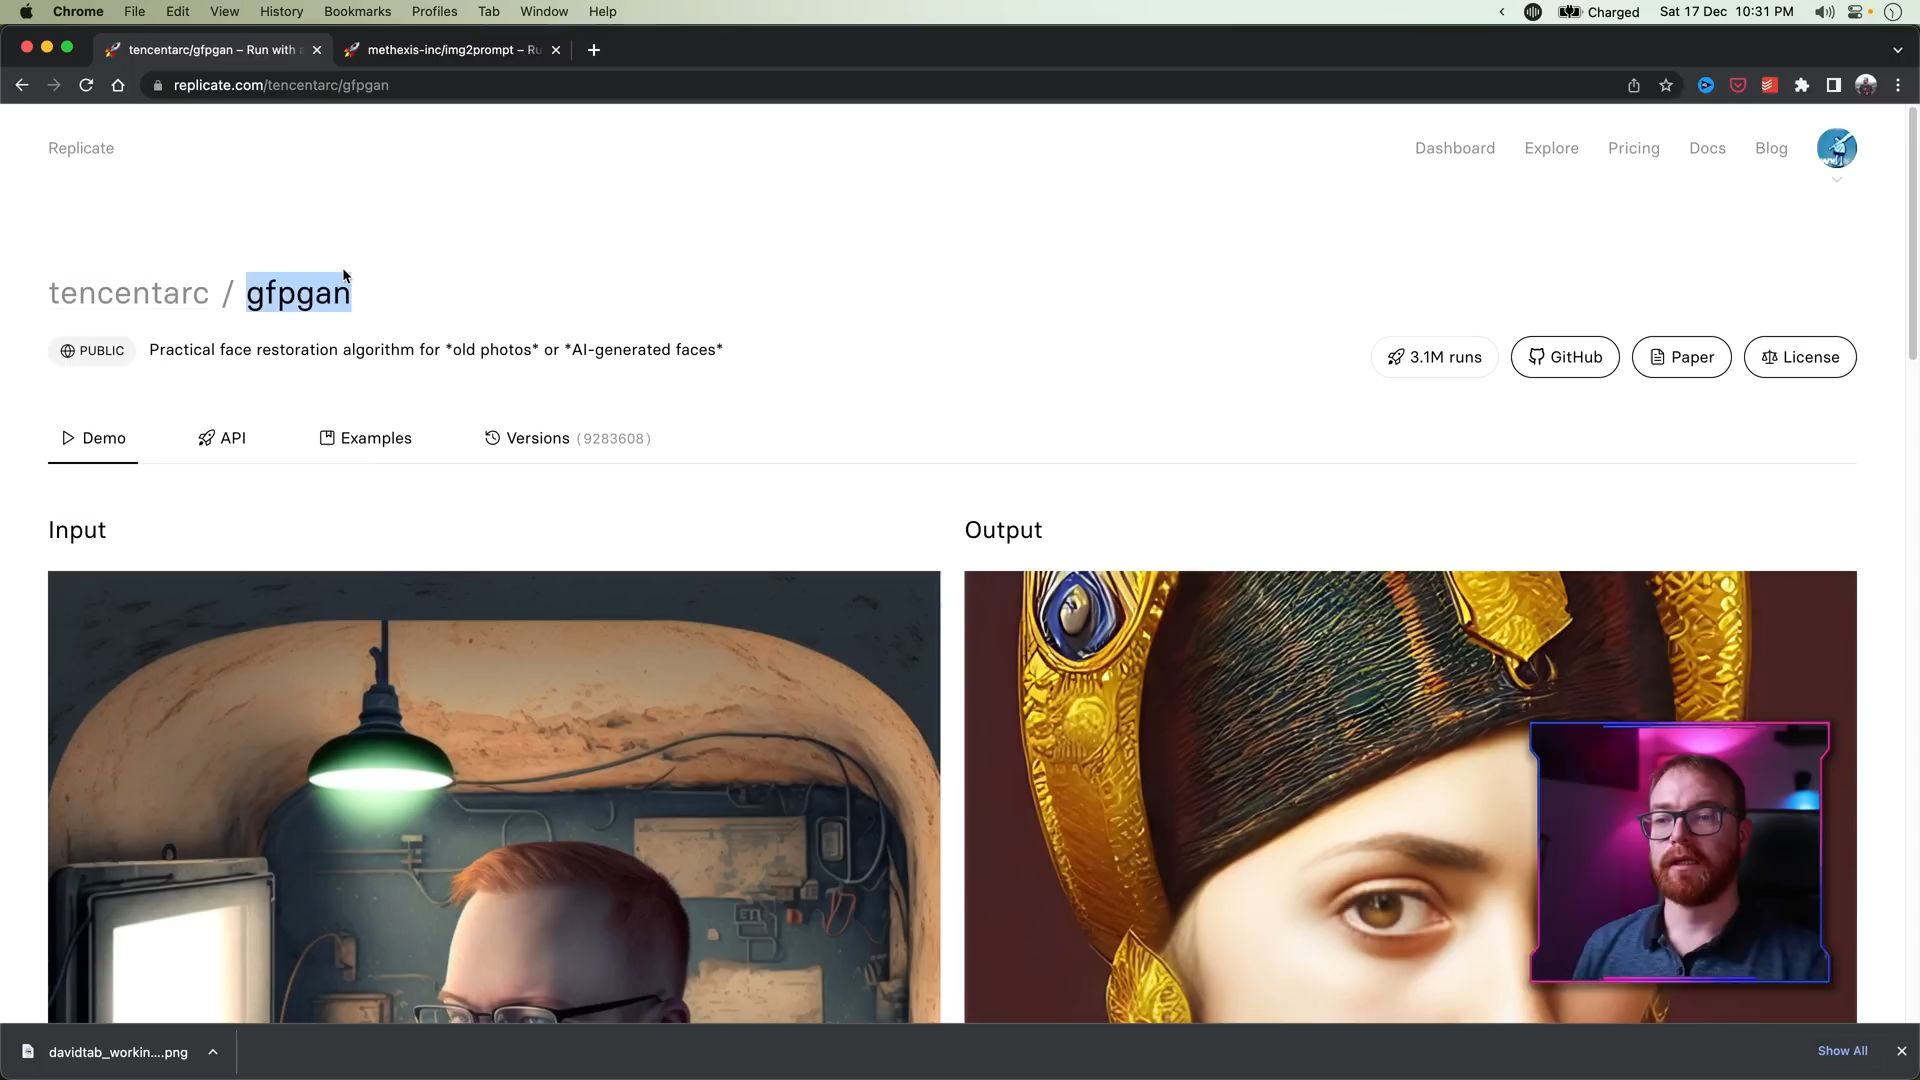 Chrome File Edit View History Bookmarks Profiles Tab Window Help Charged Sat 17 Dec 10:31 PM
tencentarc/gfpgan – Run with a methexis-inc/img2prompt – Ru
replicate.com/tencentarc/gfpgan
Replicate Dashboard Explore Pricing Docs Blog
tencentarc / gfpgan
PUBLIC Practical face restoration algorithm for *old photos* or *AI-generated faces* 3.1M runs GitHub Paper License
Demo API Examples Versions (9283608)
Input Output
davidtab_workin....png Show All